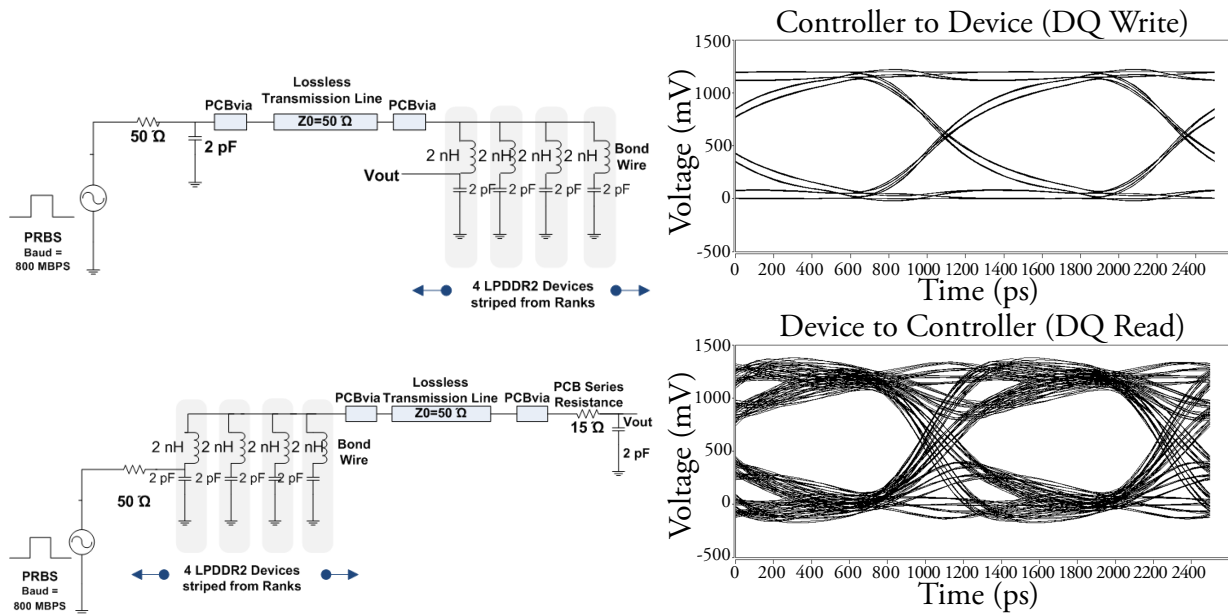 Controller to Device (DQ Write)
Lossless
Transmission Line
PCBvia
PCBvia
Z0=50 Ω
50 Ω
2 pF
2 nH
2 nH
2 nH
2 nH
Bond
Wire
Vout
2 pF
2 pF
2 pF
2 pF
PRBS
Baud =
800 MBPS
4 LPDDR2 Devices
striped from Ranks
Voltage (mV)
1500
1000
500
0
-500
0 200 400 600 800 1000 1200 1400 1600 1800 2000 2200 2400
Time (ps)
Device to Controller (DQ Read)
Lossless
Transmission Line
PCBvia
PCBvia
Z0=50 Ω
PCB Series
Resistance
15 Ω
Vout
2 pF
2 nH
2 nH
2 nH
2 nH
Bond
Wire
2 pF
2 pF
2 pF
2 pF
50 Ω
PRBS
Baud =
800 MBPS
4 LPDDR2 Devices
striped from Ranks
Voltage (mV)
1500
1000
500
0
-500
0 200 400 600 800 1000 1200 1400 1600 1800 2000 2200 2400
Time (ps)